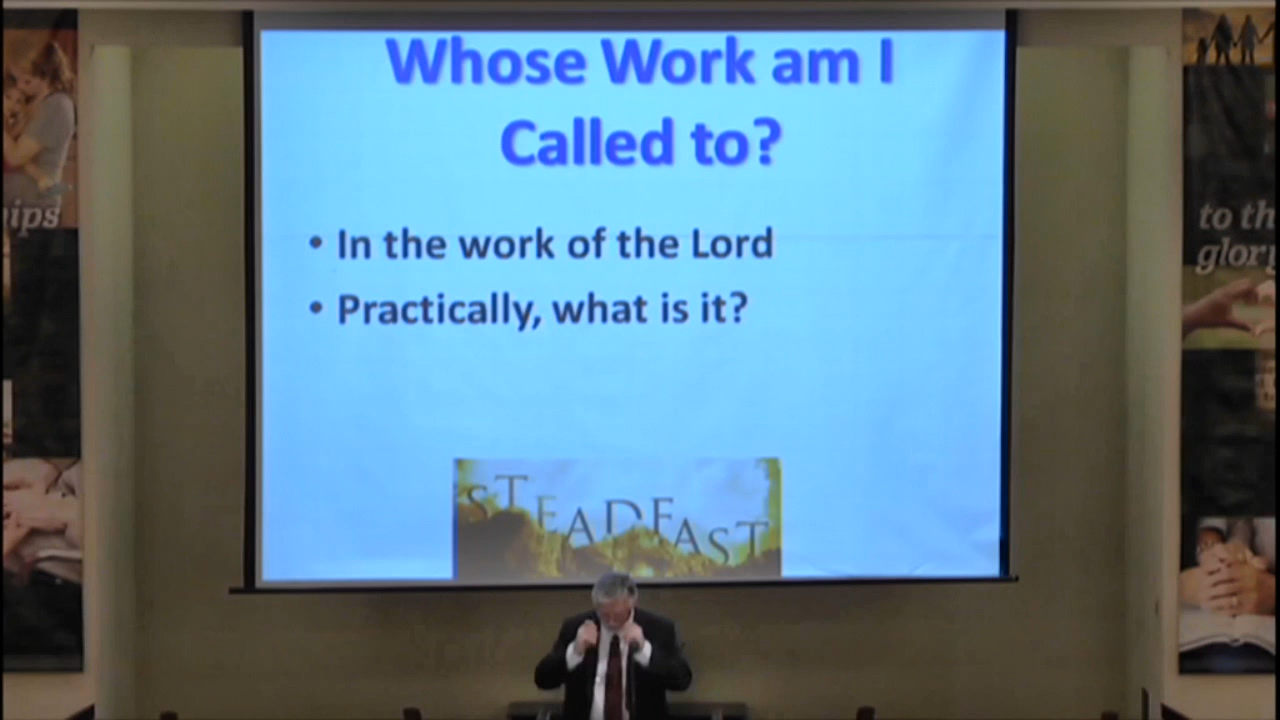 Whose Work am I
Called to?
• In the work of the Lord
• Practically, what is it?
STEADFAST
ips
to th
glory